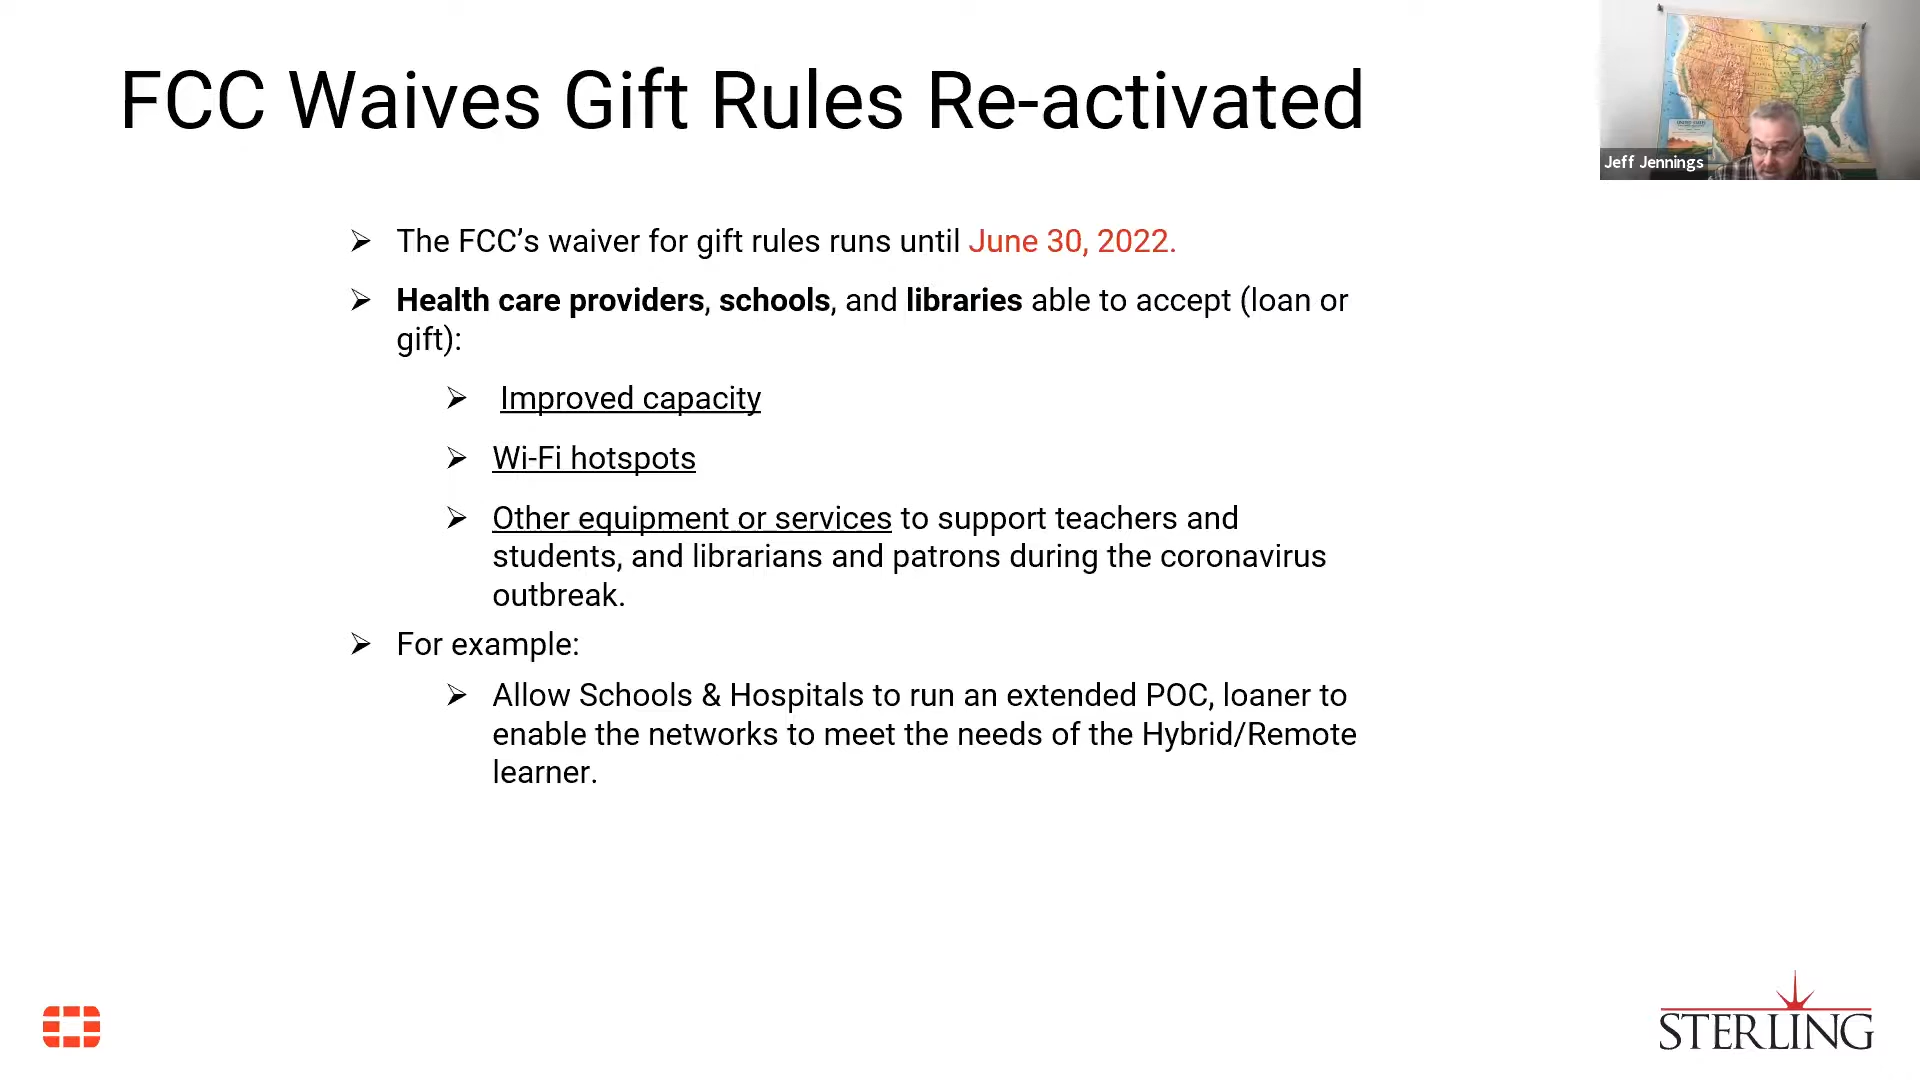 FCC Waives Gift Rules Re-activated
Jeff Jennings
➢ The FCC’s waiver for gift rules runs until June 30, 2022.
➢ Health care providers, schools, and libraries able to accept (loan or
gift):
➢ Improved capacity
➢ Wi-Fi hotspots
➢ Other equipment or services to support teachers and
students, and librarians and patrons during the coronavirus
outbreak.
➢ For example:
➢ Allow Schools & Hospitals to run an extended POC, loaner to
enable the networks to meet the needs of the Hybrid/Remote
learner.
STERLING